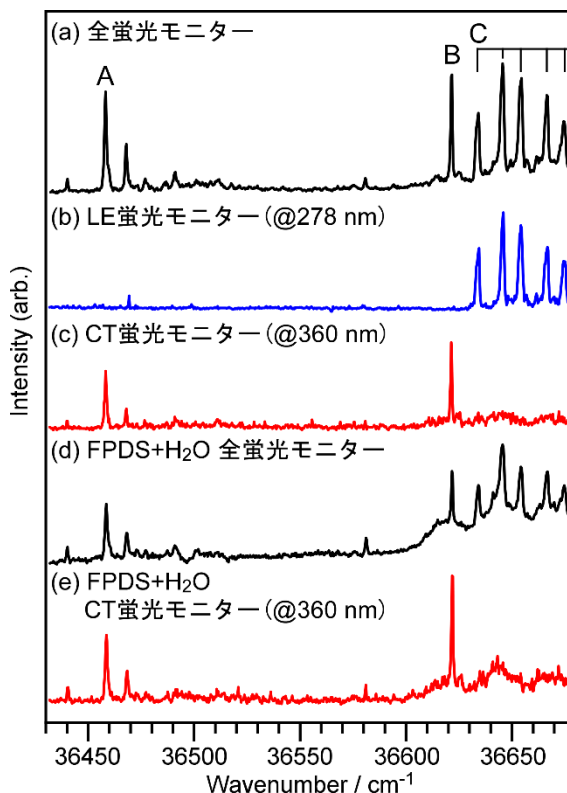 (a) 全蛍光モニター
A
B
C
(b) LE蛍光モニター(@278 nm)
(c) CT蛍光モニター(@360 nm)
(d) FPDS+H₂O 全蛍光モニター
(e) FPDS+H₂O
CT蛍光モニター(@360 nm)
Intensity (arb.)
36450
36500
36550
36600
36650
Wavenumber / cm⁻¹